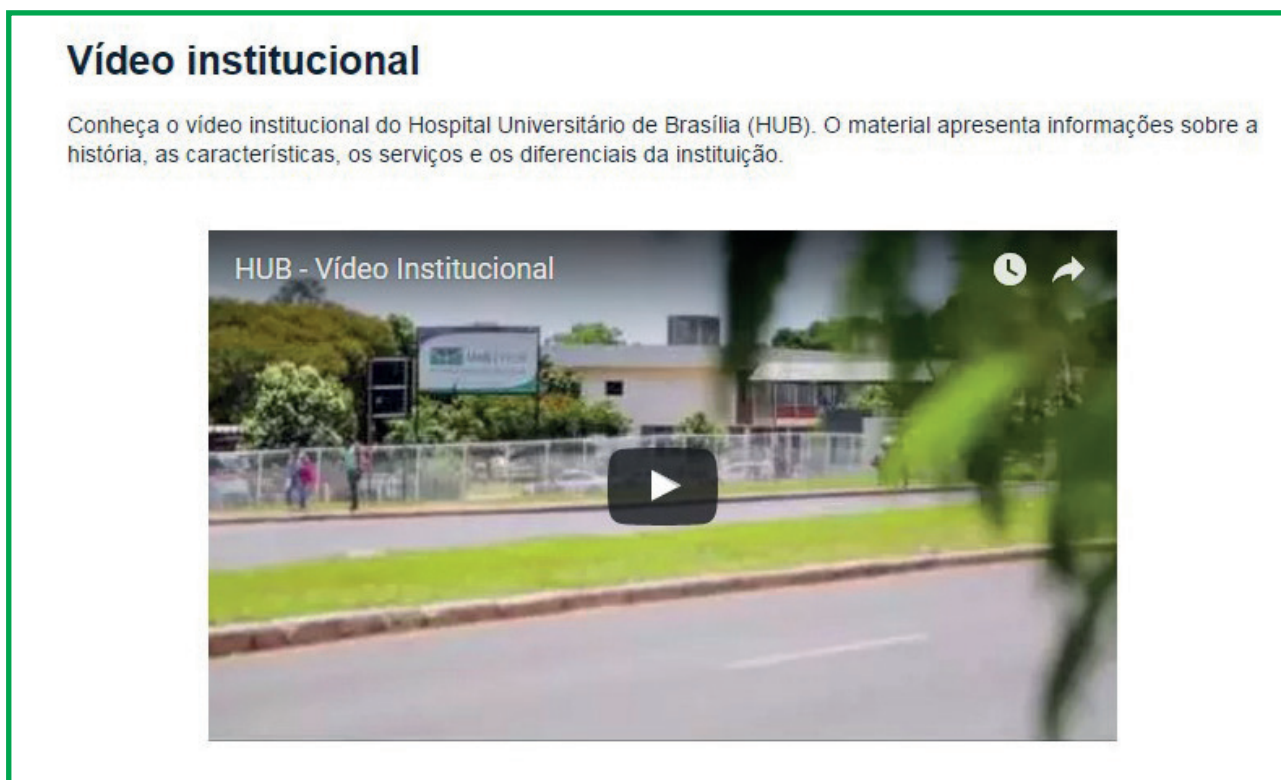 Vídeo institucional
Conheça o vídeo institucional do Hospital Universitário de Brasília (HUB). O material apresenta informações sobre a
história, as características, os serviços e os diferenciais da instituição.
HUB - Vídeo Institucional